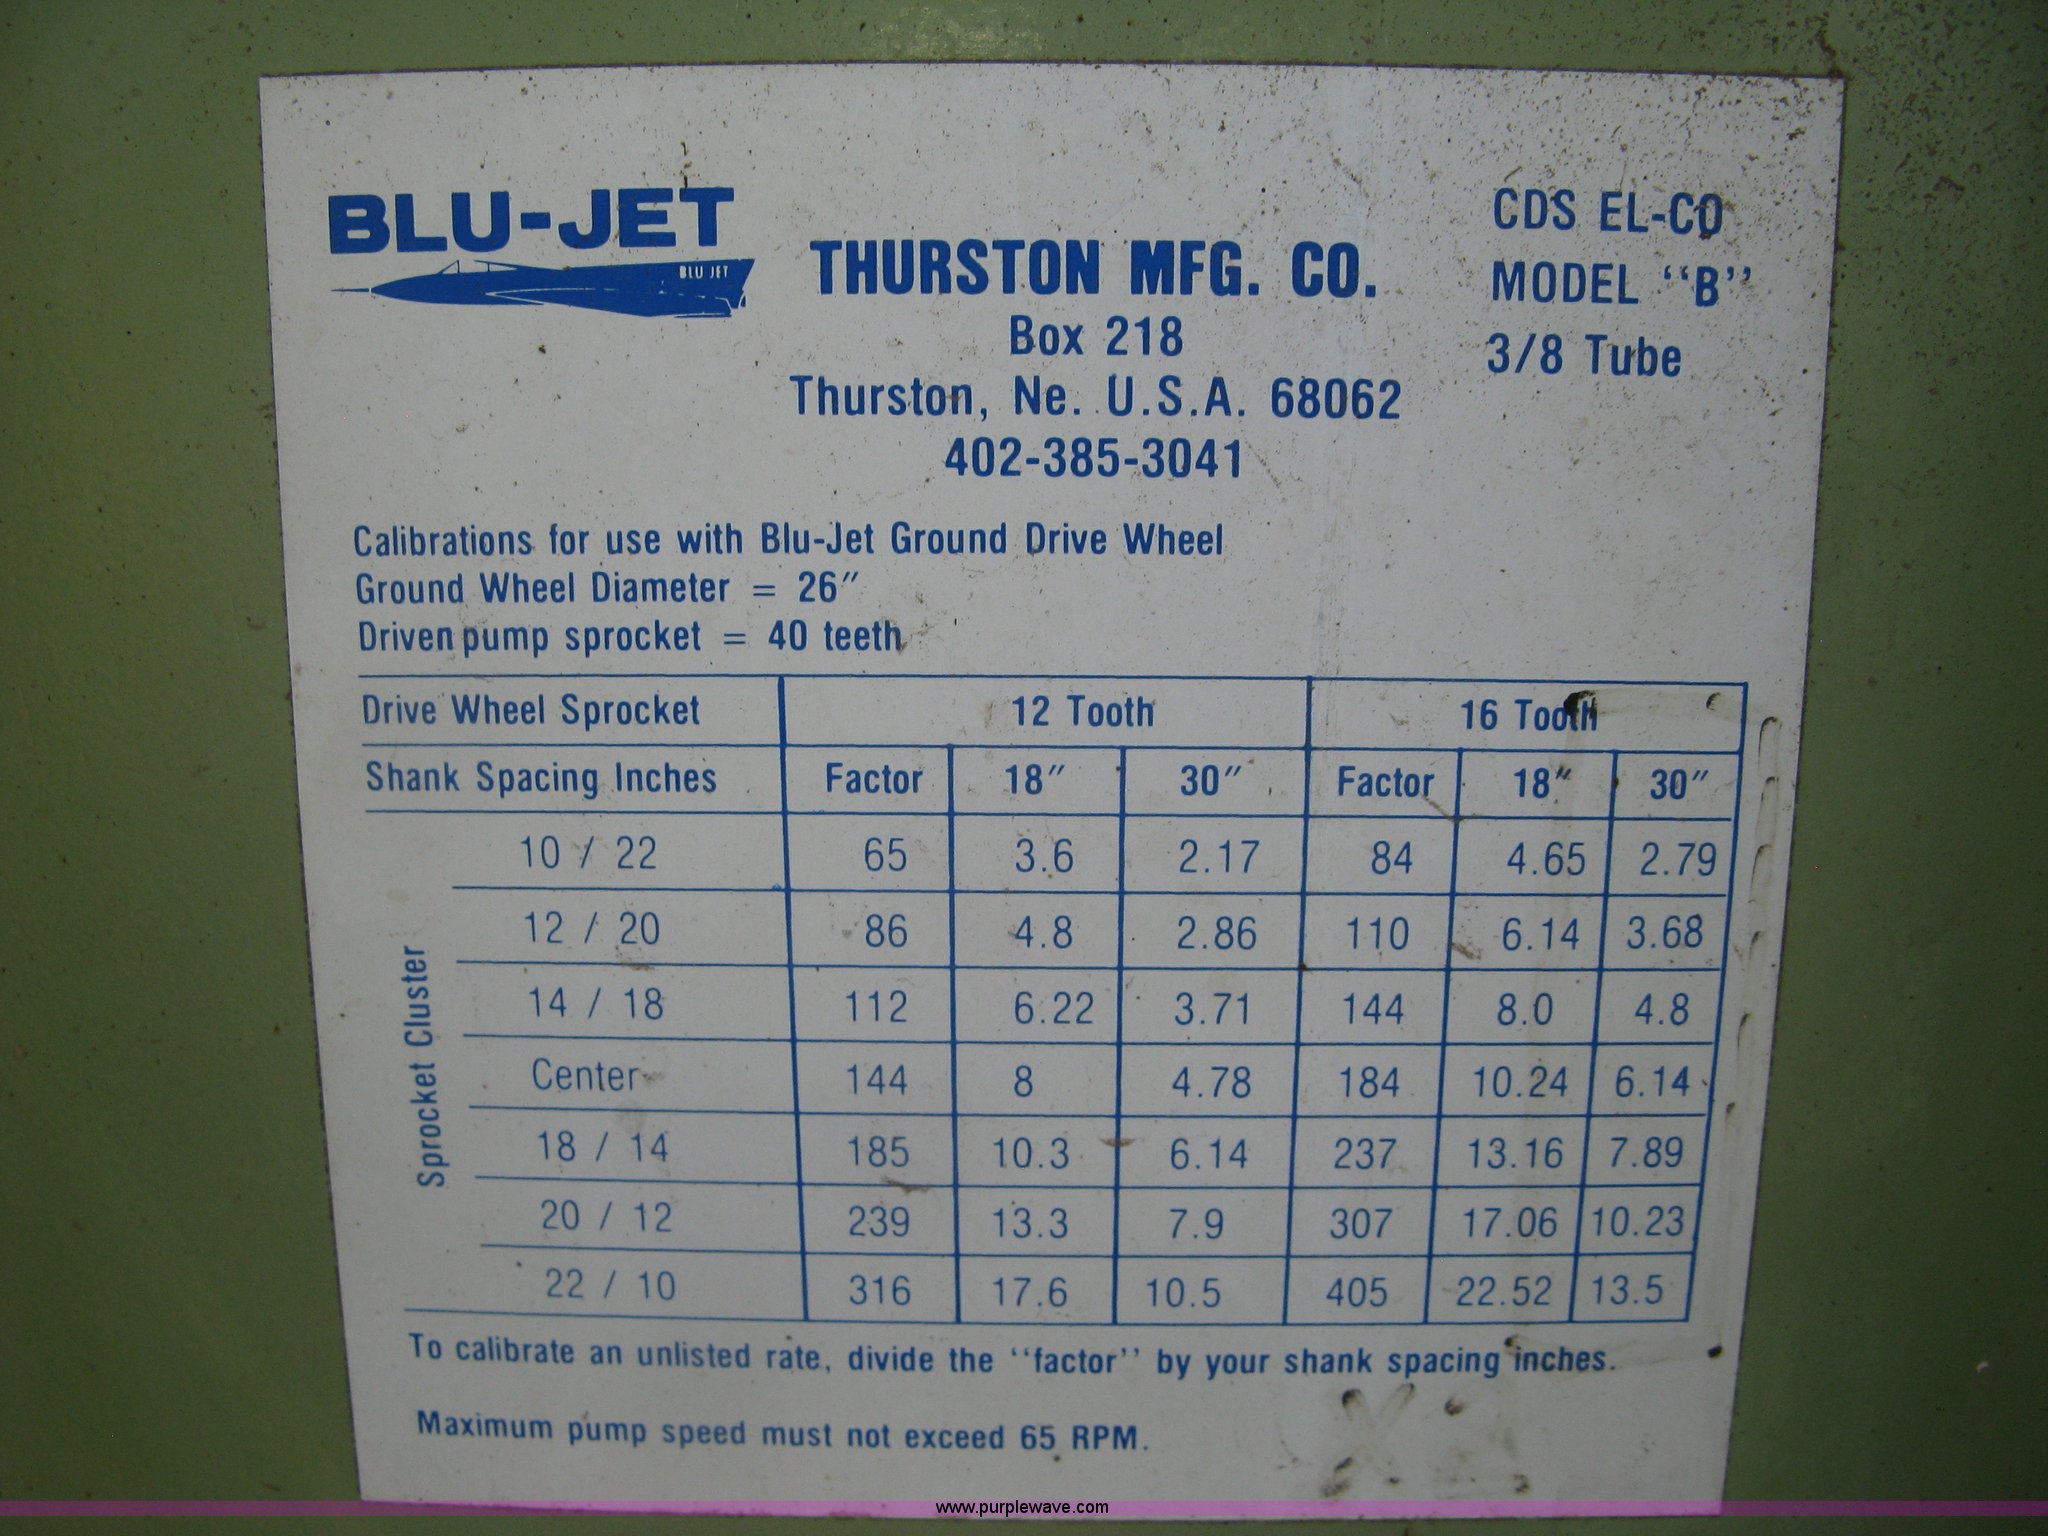 BLU-JET
BLU JET
THURSTON MFG. CO.
Box 218
Thurston, Ne. U.S.A. 68062
402-385-3041
CDS EL-CO
MODEL “B”
3/8 Tube
Calibrations for use with Blu-Jet Ground Drive Wheel
Ground Wheel Diameter = 26″
Driven pump sprocket = 40 teeth
Drive Wheel Sprocket 12 Tooth 16 Tooth
Shank Spacing Inches Factor 18″ 30″ Factor 18″ 30″
Sprocket Cluster
10 / 22 65 3.6 2.17 84 4.65 2.79
12 / 20 86 4.8 2.86 110 6.14 3.68
14 / 18 112 6.22 3.71 144 8.0 4.8
Center 144 8 4.78 184 10.24 6.14
18 / 14 185 10.3 6.14 237 13.16 7.89
20 / 12 239 13.3 7.9 307 17.06 10.23
22 / 10 316 17.6 10.5 405 22.52 13.5
To calibrate an unlisted rate, divide the “factor” by your shank spacing inches.
Maximum pump speed must not exceed 65 RPM.
www.purplewave.com